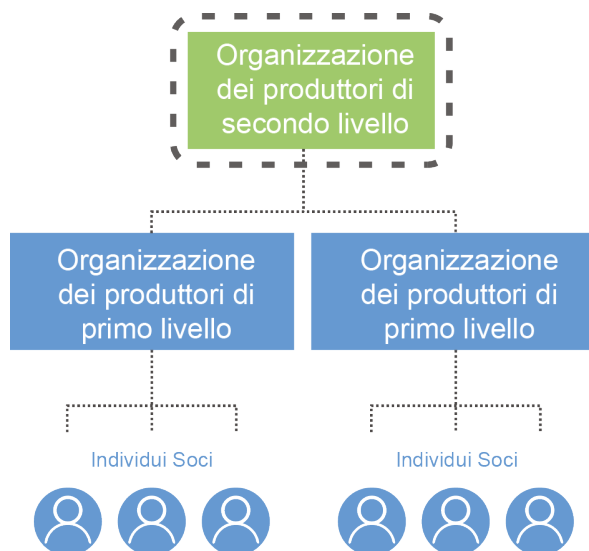 Organizzazione
dei produttori di
secondo livello
Organizzazione
dei produttori di
primo livello
Organizzazione
dei produttori di
primo livello
Individui Soci
Individui Soci